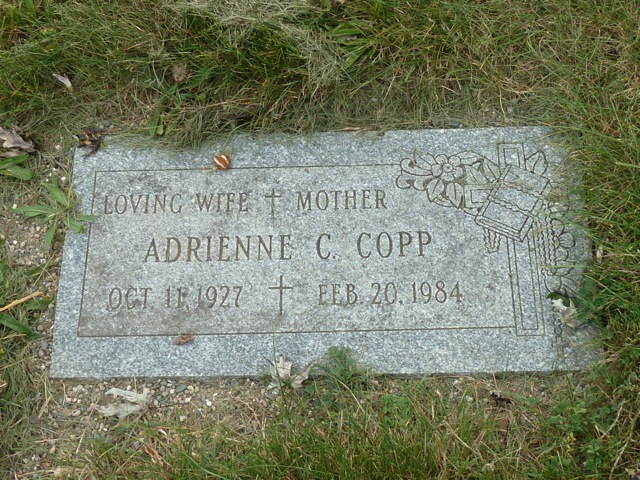 LOVING WIFE † MOTHER
ADRIENNE C. COPP
OCT 11, 1927 † FEB. 20, 1984